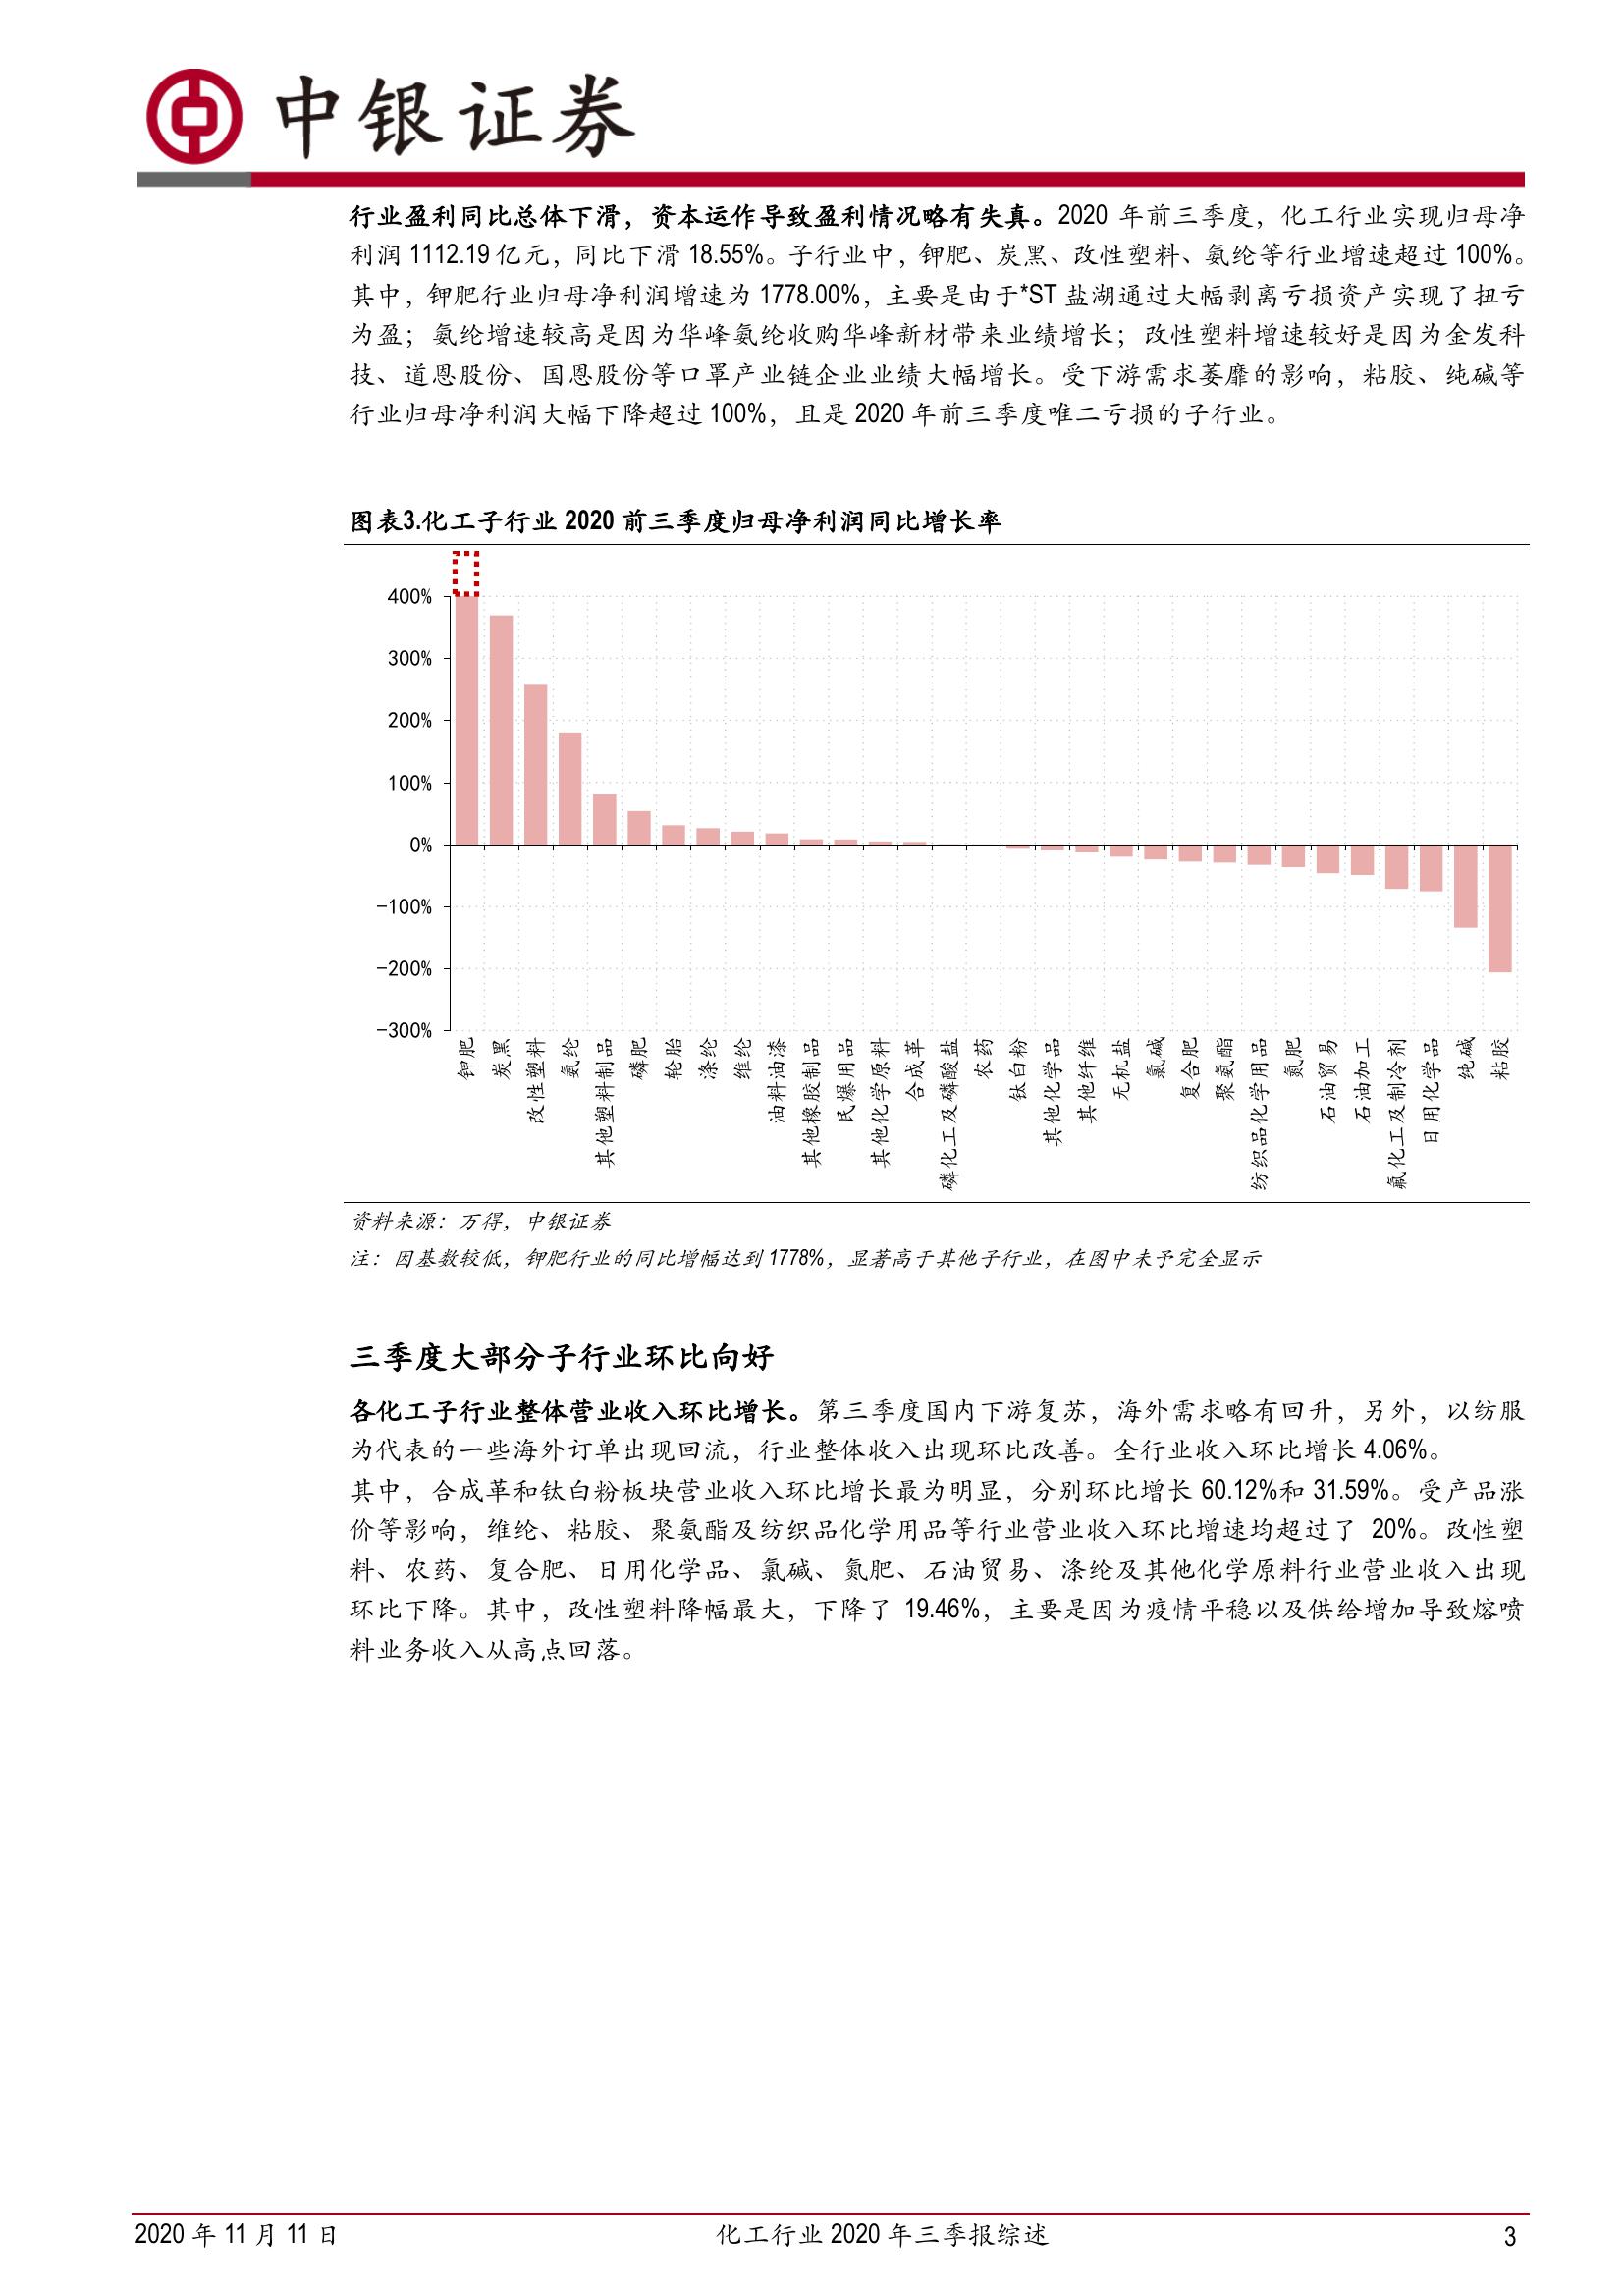 中银证券
行业盈利同比总体下滑，资本运作导致盈利情况略有失真。2020 年前三季度，化工行业实现归母净
利润 1112.19 亿元，同比下滑 18.55%。子行业中，钾肥、炭黑、改性塑料、氨纶等行业增速超过 100%。
其中，钾肥行业归母净利润增速为 1778.00%，主要是由于*ST 盐湖通过大幅剥离亏损资产实现了扭亏
为盈；氨纶增速较高是因为华峰氨纶收购华峰新材带来业绩增长；改性塑料增速较好是因为金发科
技、道恩股份、国恩股份等口罩产业链企业业绩大幅增长。受下游需求萎靡的影响，粘胶、纯碱等
行业归母净利润大幅下降超过 100%，且是 2020 年前三季度唯二亏损的子行业。
图表3.化工子行业 2020 前三季度归母净利润同比增长率
400%
300%
200%
100%
0%
-100%
-200%
-300%
钾肥
炭黑
改性塑料
氨纶
其他塑料制品
磷肥
轮胎
涤纶
维纶
油料油漆
其他橡胶制品
民爆用品
其他化学原料
合成革
磷化工及磷酸盐
农药
钛白粉
其他化学品
其他纤维
无机盐
氯碱
复合肥
聚氨酯
纺织品化学用品
氮肥
石油贸易
石油加工
氟化工及制冷剂
日用化学品
纯碱
粘胶
资料来源：万得，中银证券
注：因基数较低，钾肥行业的同比增幅达到 1778%，显著高于其他子行业，在图中未予完全显示
三季度大部分子行业环比向好
各化工子行业整体营业收入环比增长。第三季度国内下游复苏，海外需求略有回升，另外，以纺服
为代表的一些海外订单出现回流，行业整体收入出现环比改善。全行业收入环比增长 4.06%。
其中，合成革和钛白粉板块营业收入环比增长最为明显，分别环比增长 60.12%和 31.59%。受产品涨
价等影响，维纶、粘胶、聚氨酯及纺织品化学用品等行业营业收入环比增速均超过了 20%。改性塑
料、农药、复合肥、日用化学品、氯碱、氮肥、石油贸易、涤纶及其他化学原料行业营业收入出现
环比下降。其中，改性塑料降幅最大，下降了 19.46%，主要是因为疫情平稳以及供给增加导致熔喷
料业务收入从高点回落。
2020 年 11 月 11 日
化工行业 2020 年三季报综述
3